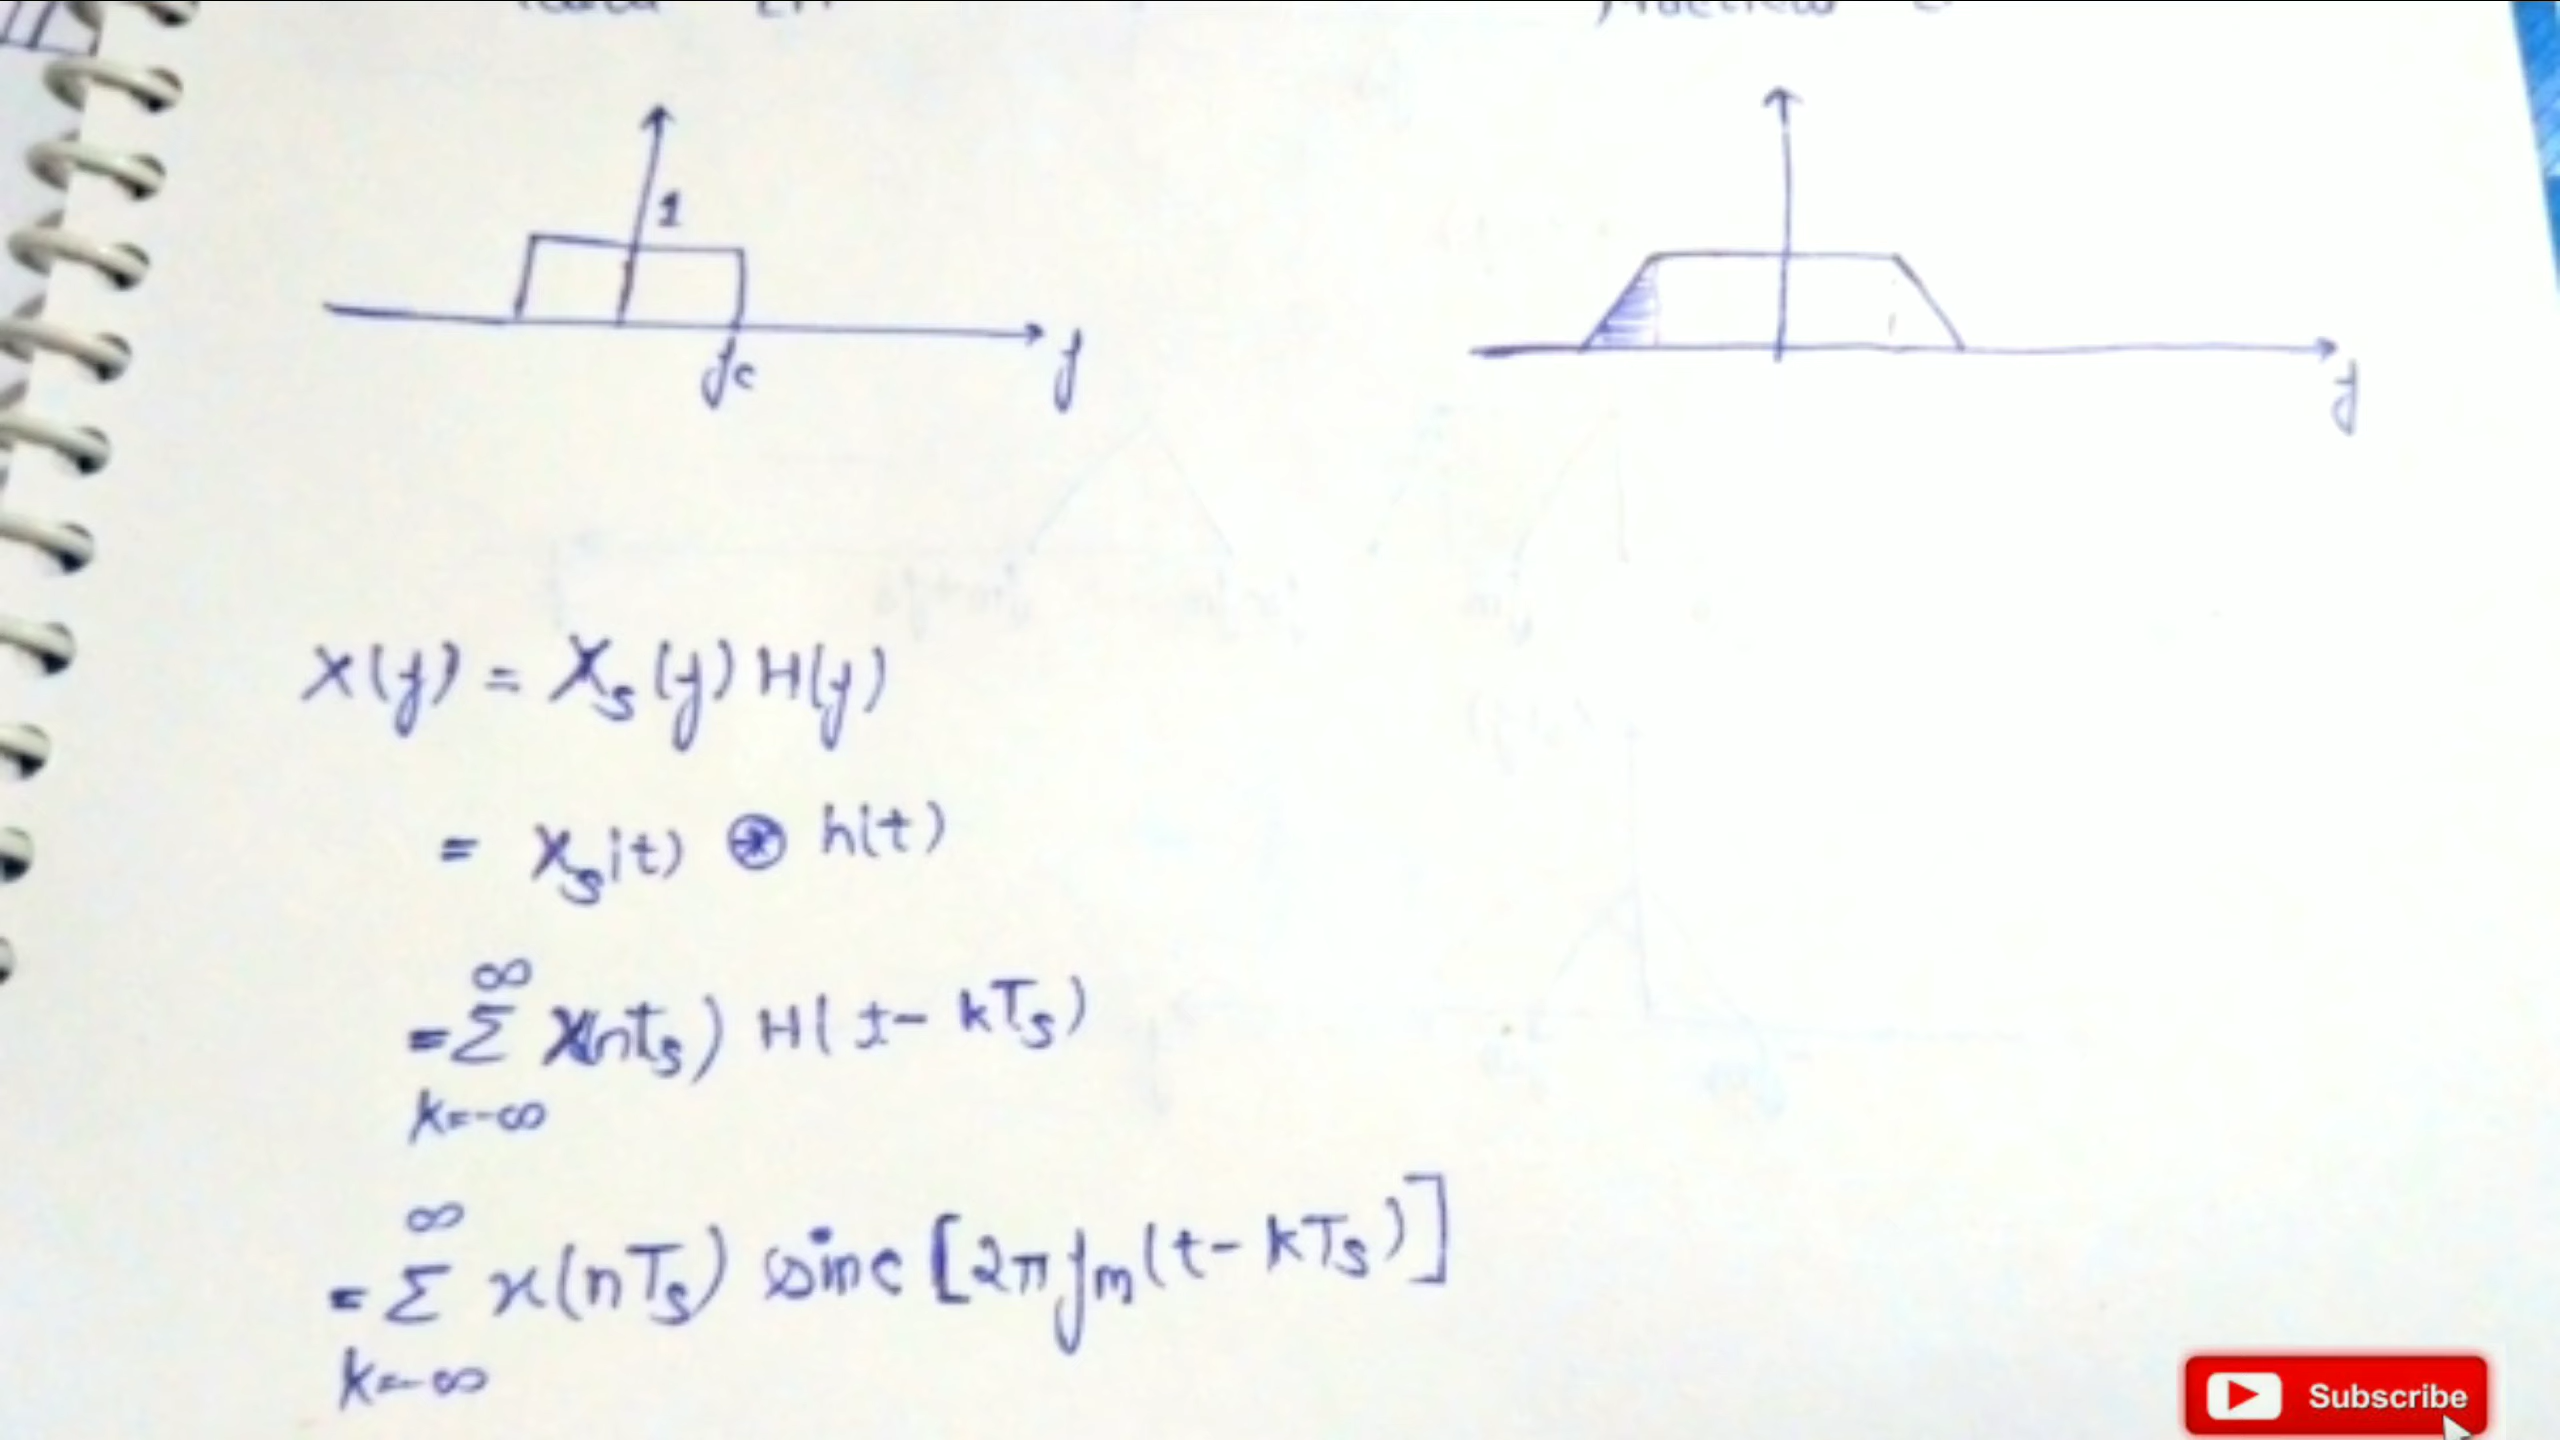 1
fc
f
f
X(f) = Xs(f) H(f)
= Xs(t) ⊛ h(t)
= ∞ Σ k=-∞ x(nts) H(t - kTs)
= ∞ Σ k=-∞ x(nTs) sinc [2π fm(t - kTs)]
Subscribe